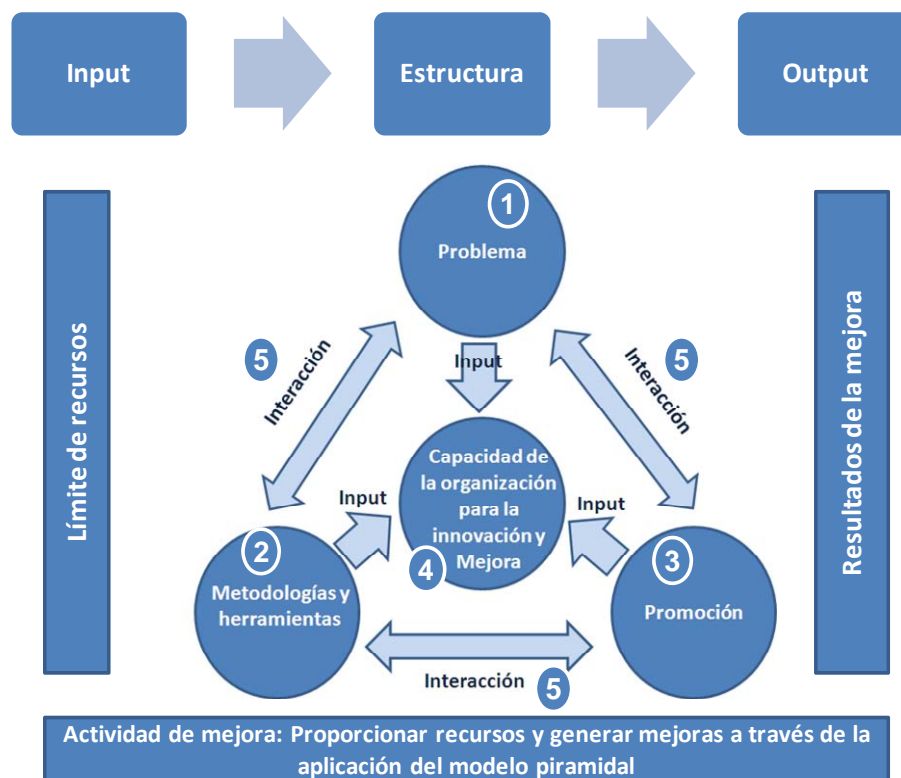 Input
Estructura
Output
Límite de recursos
Resultados de la mejora
1
Problema
5
Interacción
Input
5
Interacción
Capacidad de
la organización
para la
innovación y
Mejora
4
Input
Input
2
Metodologías y
herramientas
3
Promoción
Interacción
5
Actividad de mejora: Proporcionar recursos y generar mejoras a través de la
aplicación del modelo piramidal